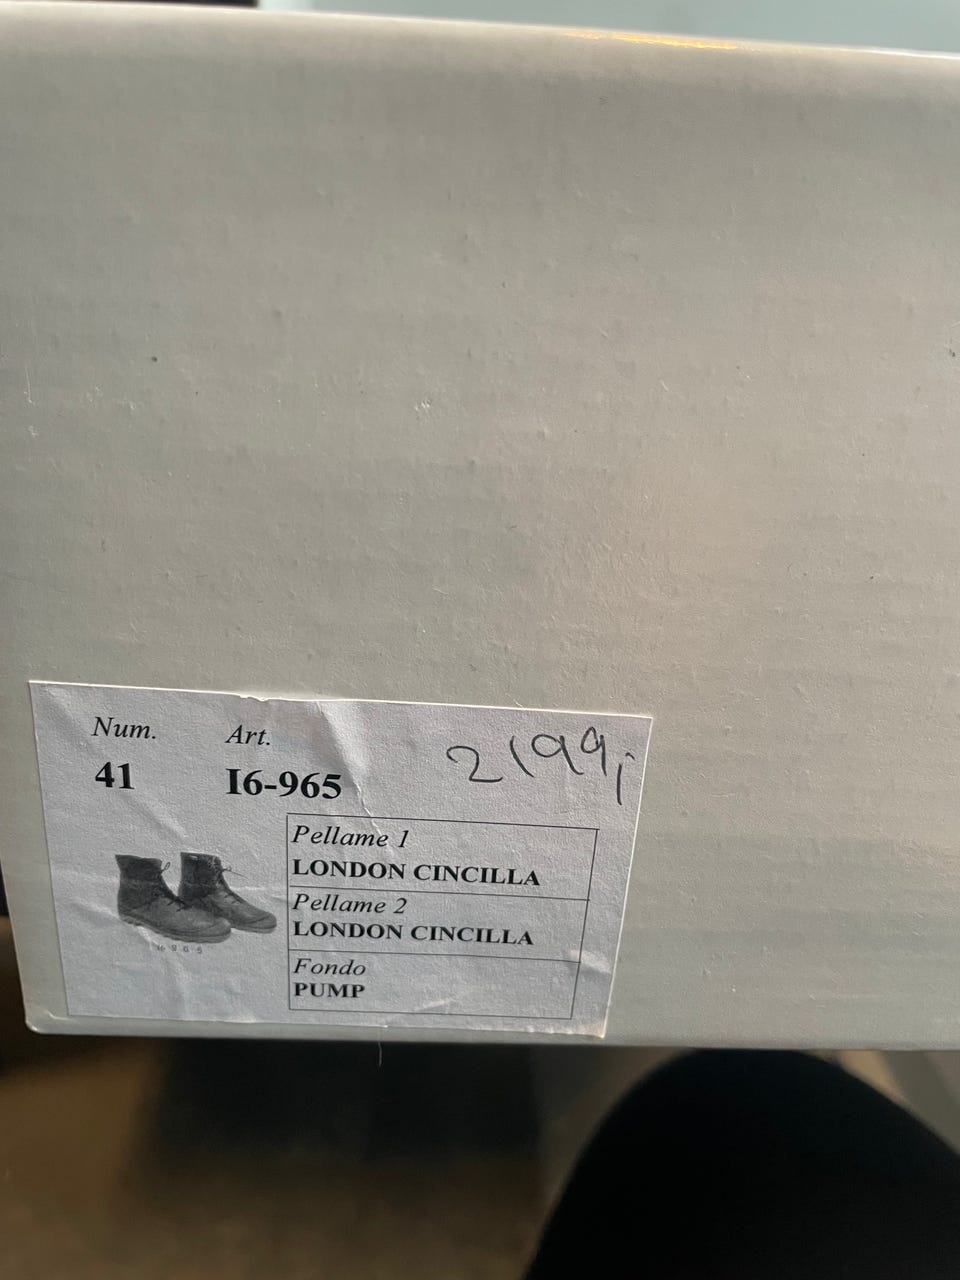 Num.
Art.
2199,-
41
I6-965
Pellame 1
LONDON CINCILLA
Pellame 2
LONDON CINCILLA
Fondo
PUMP